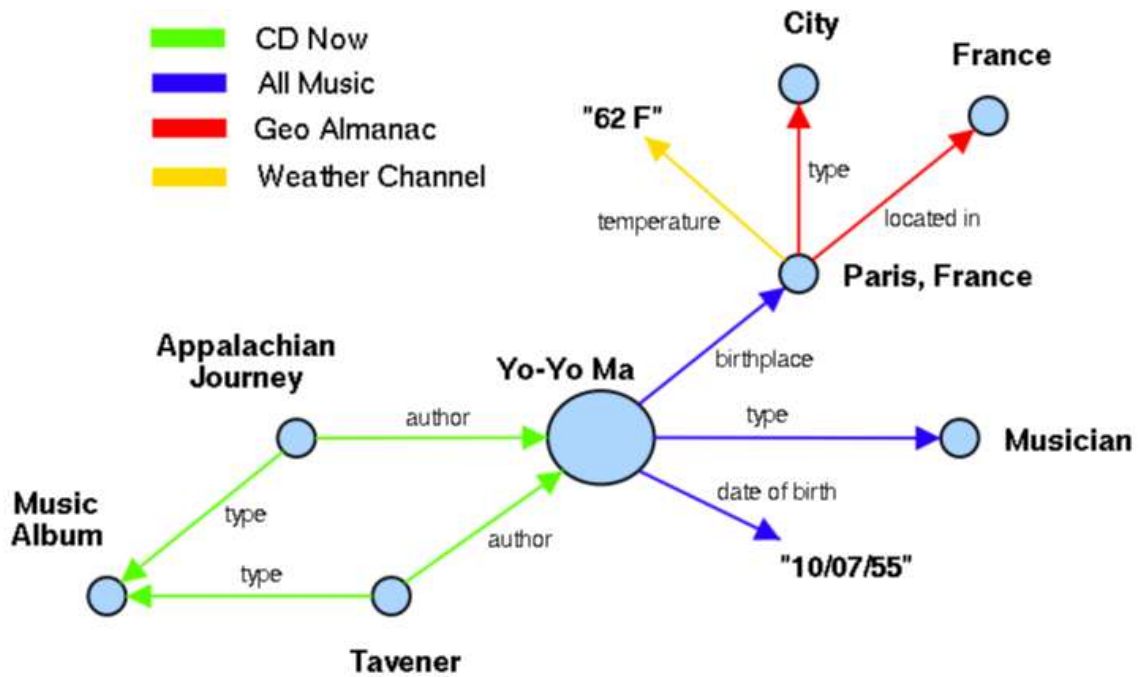 CD Now
All Music
Geo Almanac
Weather Channel
City
France
"62 F"
type
temperature
located in
Paris, France
birthplace
Appalachian
Journey
Yo-Yo Ma
author
type
Musician
Music
Album
type
date of birth
author
"10/07/55"
type
Tavener